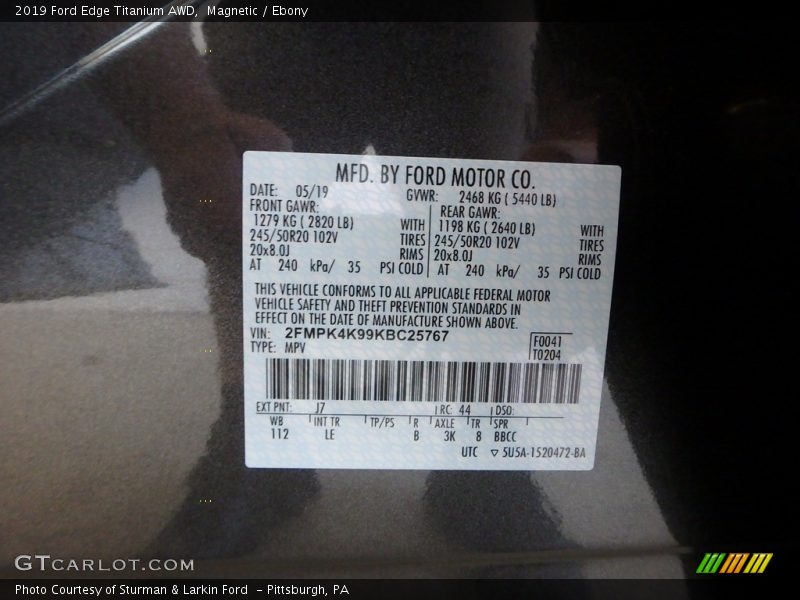 2019 Ford Edge Titanium AWD, Magnetic / Ebony
MFD. BY FORD MOTOR CO.
DATE: 05/19 GVWR: 2468 KG ( 5440 LB)
FRONT GAWR: REAR GAWR:
1279 KG ( 2820 LB) WITH 1198 KG ( 2640 LB) WITH
245/50R20 102V TIRES 245/50R20 102V TIRES
20x8.0J RIMS 20x8.0J RIMS
AT 240 kPa/ 35 PSI COLD AT 240 kPa/ 35 PSI COLD
THIS VEHICLE CONFORMS TO ALL APPLICABLE FEDERAL MOTOR
VEHICLE SAFETY AND THEFT PREVENTION STANDARDS IN
EFFECT ON THE DATE OF MANUFACTURE SHOWN ABOVE.
VIN: 2FMPK4K99KBC25767 F0041
TYPE: MPV T0204
EXT PNT: J7 RC: 44 DSO:
WB INT TR TP/PS R AXLE TR SPR
112 LE B 3K 8 BBCC
UTC ▽ 5U5A-1520472-BA
GTCARLOT.COM
Photo Courtesy of Sturman & Larkin Ford - Pittsburgh, PA